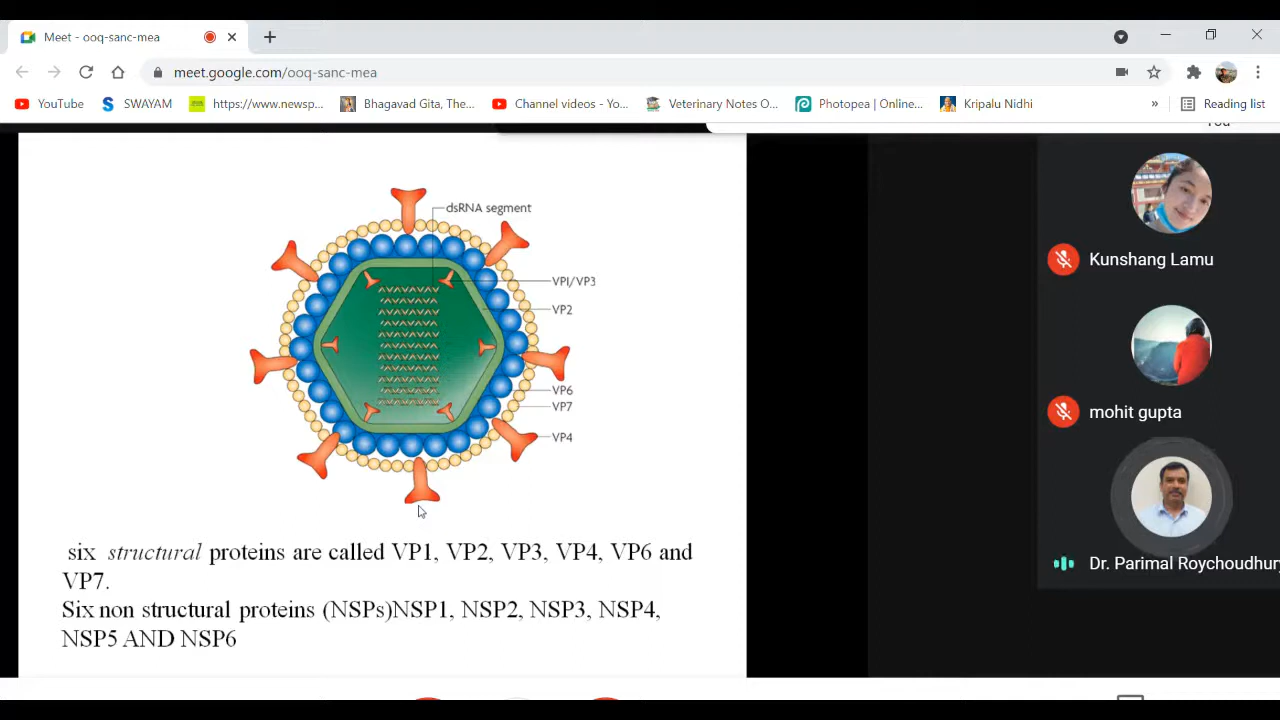 Meet - ooq-sanc-mea
meet.google.com/ooq-sanc-mea
YouTube
SWAYAM
https://www.newsp...
Bhagavad Gita, The...
Channel videos - Yo...
Veterinary Notes O...
Photopea | Online...
Kripalu Nidhi
»
Reading list
dsRNA segment
VP1/VP3
VP2
VP6
VP7
VP4
six structural proteins are called VP1, VP2, VP3, VP4, VP6 and
VP7.
Six non structural proteins (NSPs)NSP1, NSP2, NSP3, NSP4,
NSP5 AND NSP6
You
Kunshang Lamu
mohit gupta
Dr. Parimal Roychoudhury